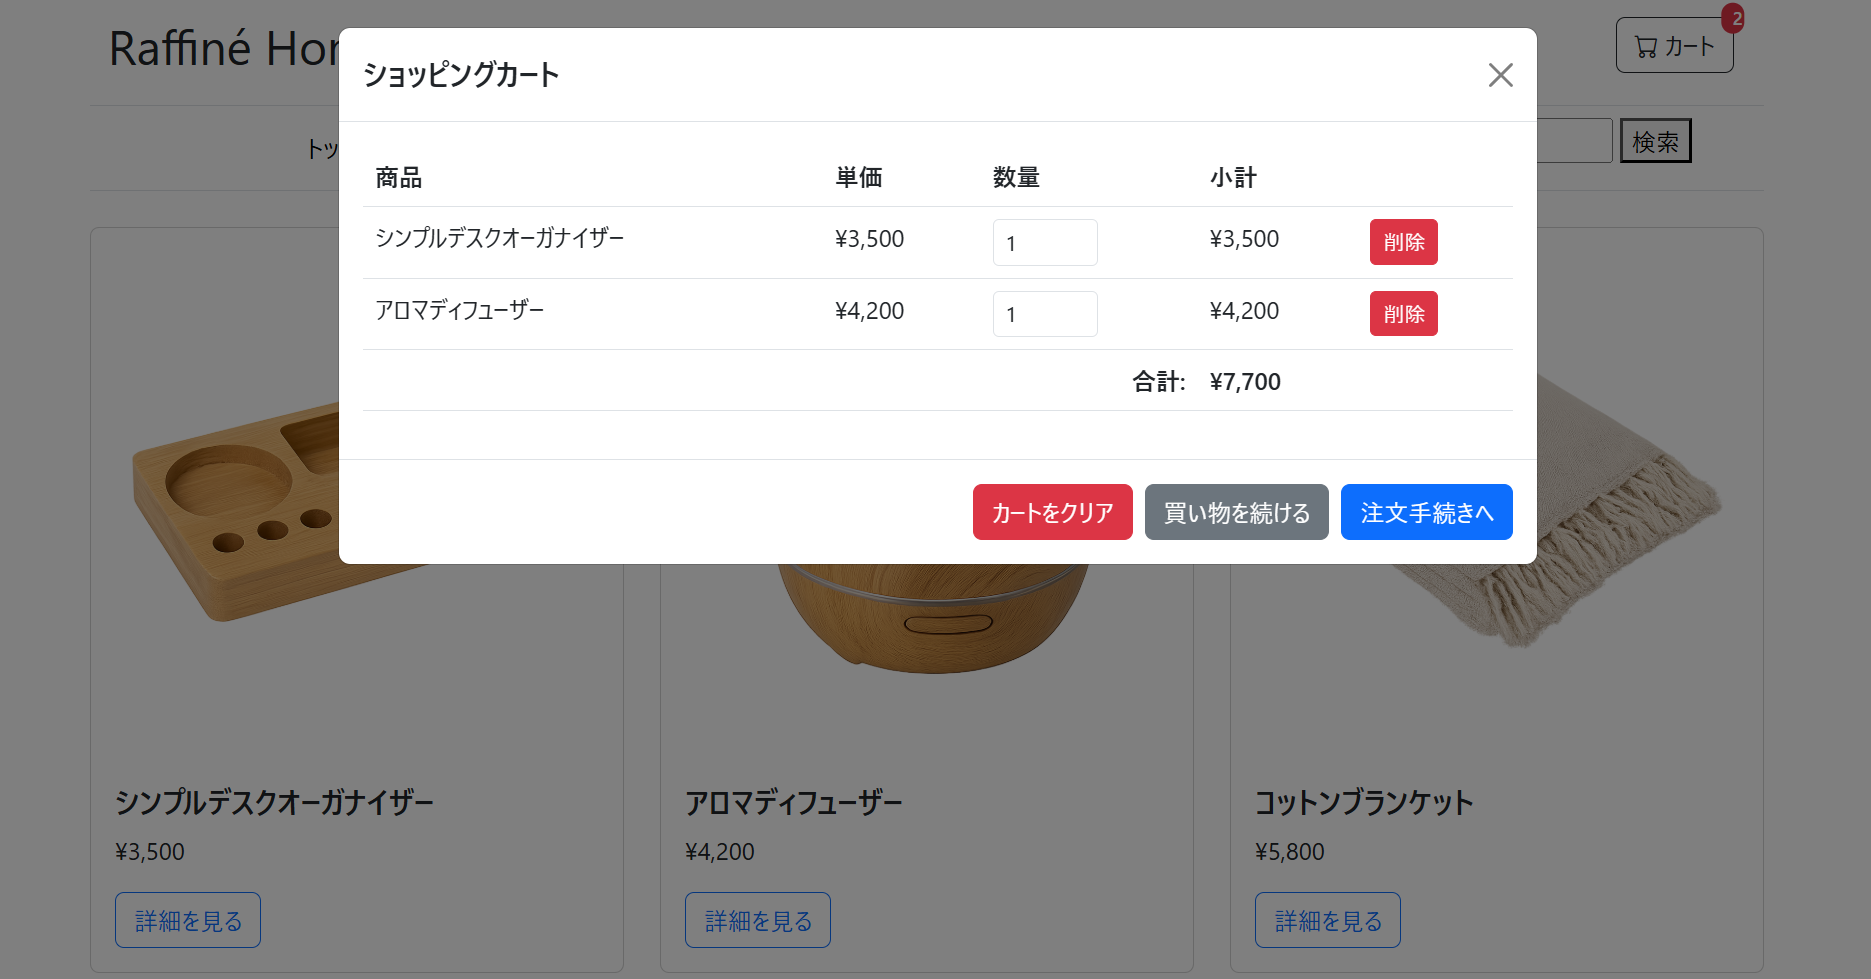 Raffiné Hor
2
カート
トッ
検索
ショッピングカート
商品 単価 数量 小計
シンプルデスクオーガナイザー ¥3,500 1 ¥3,500 削除
アロマディフューザー ¥4,200 1 ¥4,200 削除
合計: ¥7,700
カートをクリア 買い物を続ける 注文手続きへ
シンプルデスクオーガナイザー
¥3,500
詳細を見る
アロマディフューザー
¥4,200
詳細を見る
コットンブランケット
¥5,800
詳細を見る